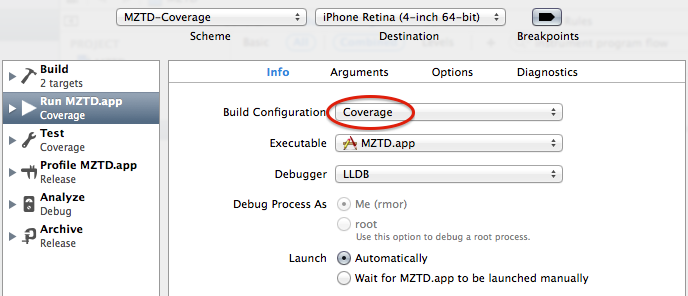 MZTD-Coverage
iPhone Retina (4-inch 64-bit)
Scheme
Destination
Breakpoints
Build
2 targets
Run MZTD.app
Coverage
Test
Coverage
Profile MZTD.app
Release
Analyze
Debug
Archive
Release
Info
Arguments
Options
Diagnostics
Build Configuration
Coverage
Executable
MZTD.app
Debugger
LLDB
Debug Process As
Me (rmor)
root
Use this option to debug a root process.
Launch
Automatically
Wait for MZTD.app to be launched manually